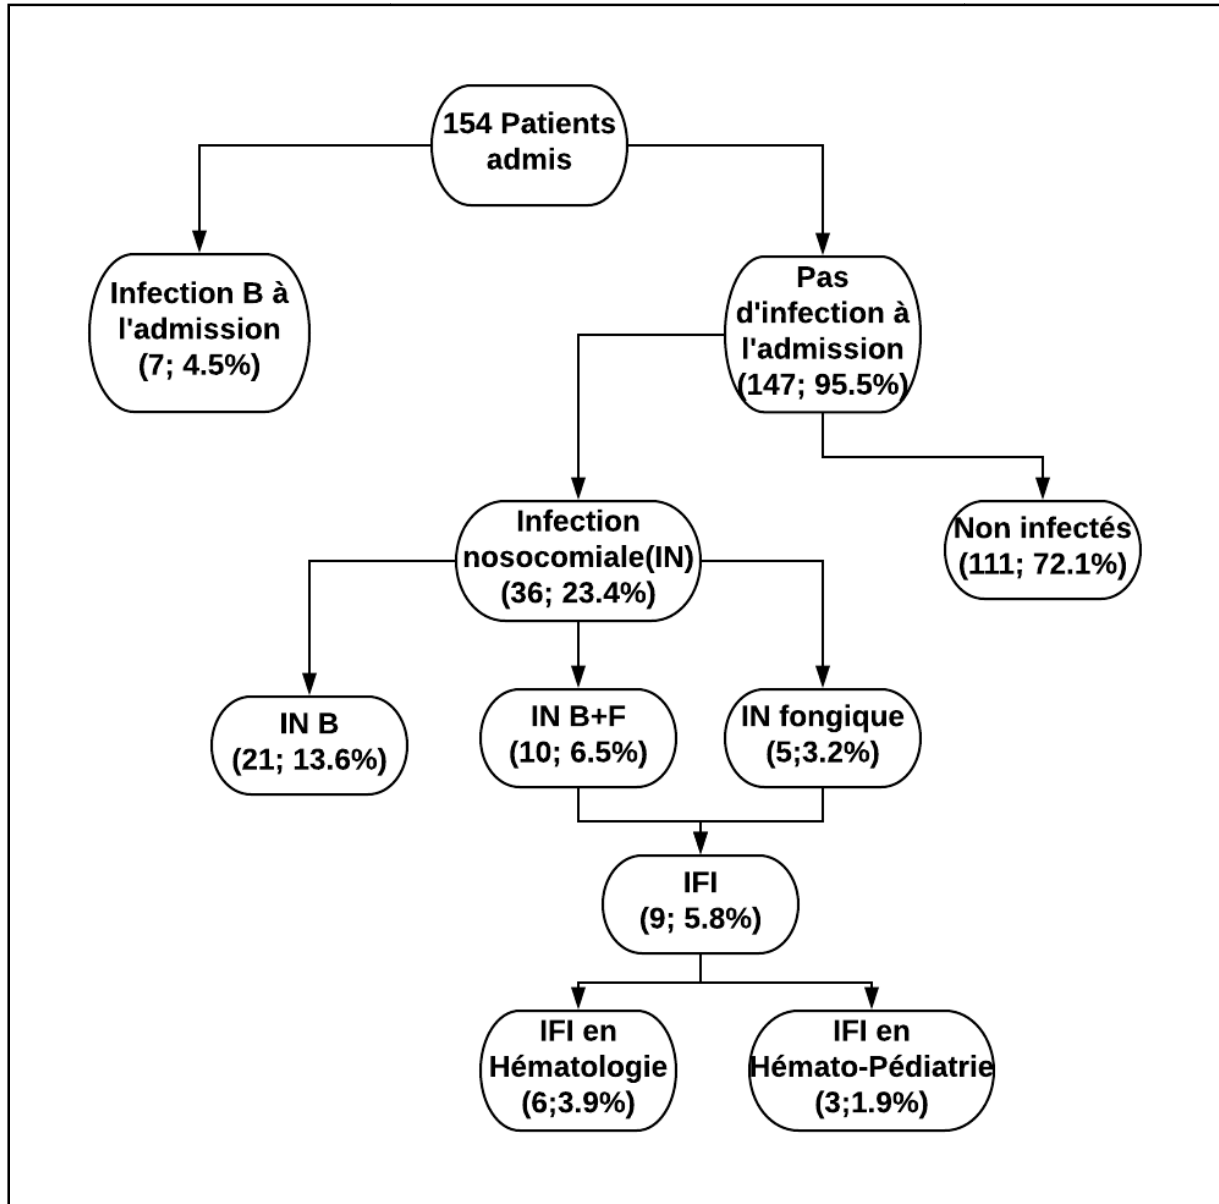 154 Patients
admis
Infection B à
l'admission
(7; 4.5%)
Pas
d'infection à
l'admission
(147; 95.5%)
Infection
nosocomiale(IN)
(36; 23.4%)
Non infectés
(111; 72.1%)
IN B
(21; 13.6%)
IN B+F
(10; 6.5%)
IN fongique
(5;3.2%)
IFI
(9; 5.8%)
IFI en
Hématologie
(6;3.9%)
IFI en
Hémato-Pédiatrie
(3;1.9%)